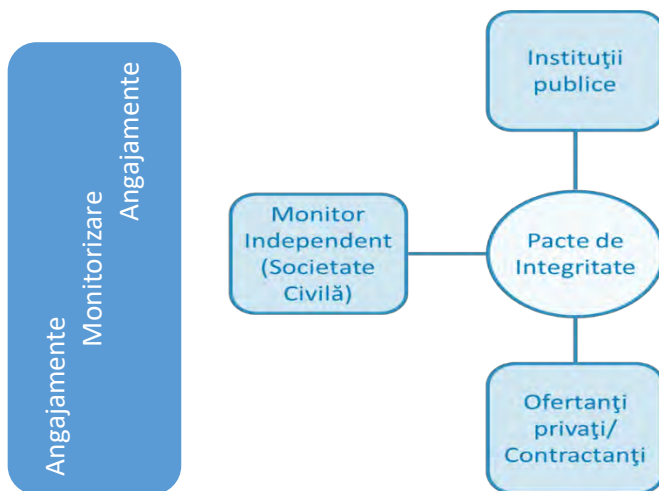 Angajamente
Monitorizare
Angajamente
Instituţii
publice
Monitor
Independent
(Societate
Civilă)
Pacte de
Integritate
Ofertanţi
privaţi/
Contractanţi